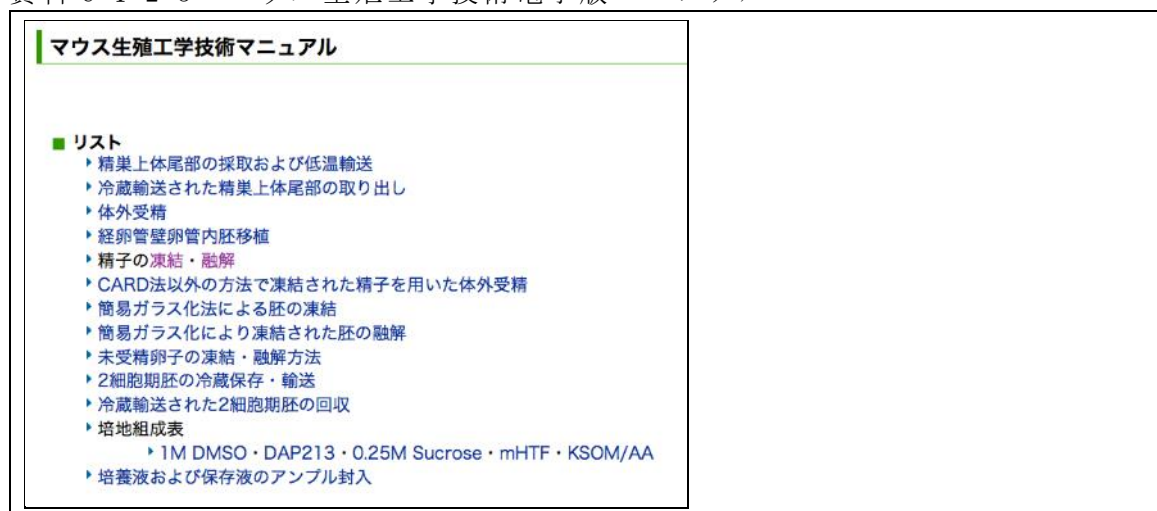 マウス生殖工学技術マニュアル
リスト
精巣上体尾部の採取および低温輸送
冷蔵輸送された精巣上体尾部の取り出し
体外受精
経卵管壁卵管内胚移植
精子の凍結・融解
CARD法以外の方法で凍結された精子を用いた体外受精
簡易ガラス化法による胚の凍結
簡易ガラス化により凍結された胚の融解
未受精卵子の凍結・融解方法
2細胞期胚の冷蔵保存・輸送
冷蔵輸送された2細胞期胚の回収
培地組成表
1M DMSO・DAP213・0.25M Sucrose・mHTF・KSOM/AA
培養液および保存液のアンプル封入